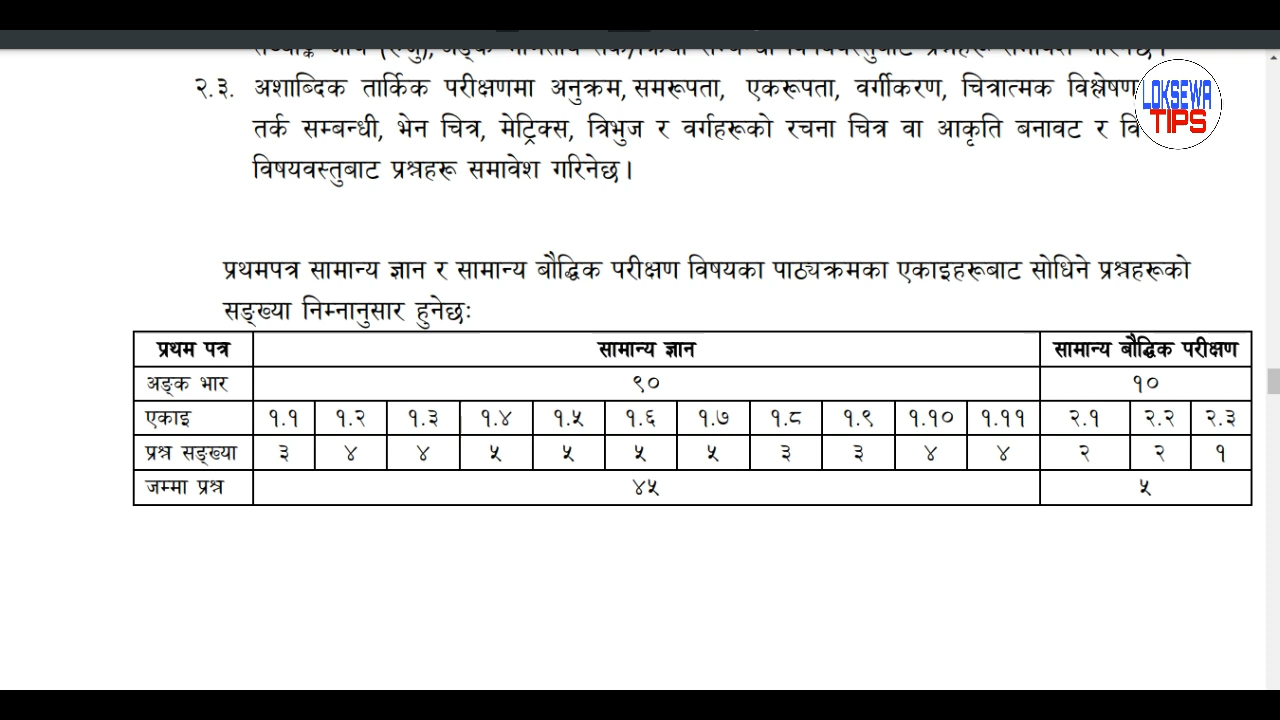 २.३. अशाब्दिक तार्किक परीक्षणमा अनुक्रम, समरूपता, एकरूपता, वर्गीकरण, चित्रात्मक विश्लेषण
तर्क सम्बन्धी, भेन चित्र, मेट्रिक्स, त्रिभुज र वर्गहरूको रचना चित्र वा आकृति बनावट र
विषयवस्तुबाट प्रश्नहरू समावेश गरिनेछ।
LOKSEWA
TIPS
प्रथमपत्र सामान्य ज्ञान र सामान्य बौद्धिक परीक्षण विषयका पाठ्यक्रमका एकाइहरूबाट सोधिने प्रश्नहरूको
सङ्ख्या निम्नानुसार हुनेछः
प्रथम पत्र सामान्य ज्ञान सामान्य बौद्धिक परीक्षण
अङ्क भार ९० १०
एकाइ १.१ १.२ १.३ १.४ १.५ १.६ १.७ १.८ १.९ १.१० १.११ २.१ २.२ २.३
प्रश्न सङ्ख्या ३ ४ ४ ५ ५ ५ ५ ३ ३ ४ ४ २ २ १
जम्मा प्रश्न ४५ ५